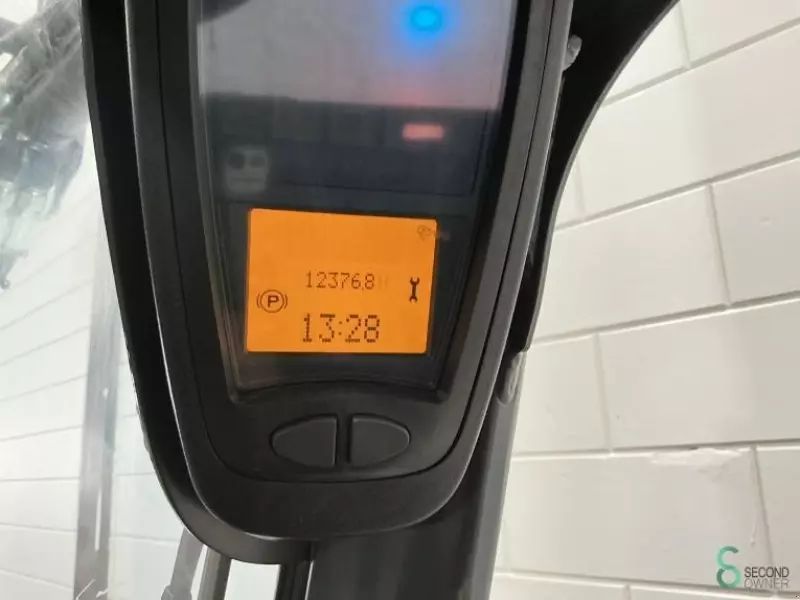 12376.8
P
13:28
SECOND
OWNER